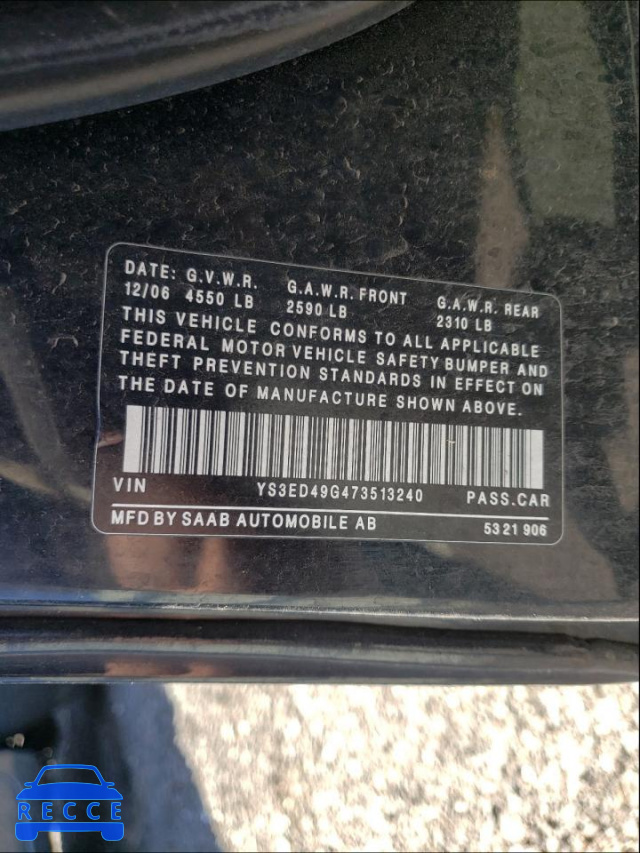 DATE: G.V.W.R. G.A.W.R. FRONT G.A.W.R. REAR
12/06 4550 LB 2590 LB 2310 LB
THIS VEHICLE CONFORMS TO ALL APPLICABLE
FEDERAL MOTOR VEHICLE SAFETY BUMPER AND
THEFT PREVENTION STANDARDS IN EFFECT ON
THE DATE OF MANUFACTURE SHOWN ABOVE.
VIN YS3ED49G473513240 PASS.CAR
MFD BY SAAB AUTOMOBILE AB 5321 906
RECCE